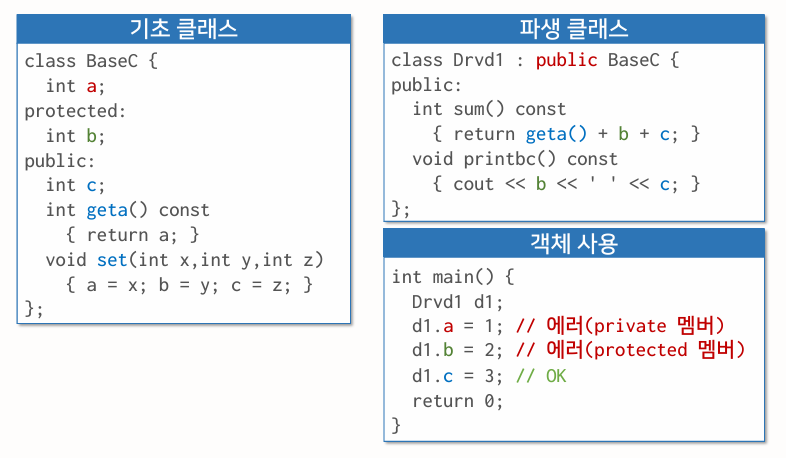 기초 클래스
class BaseC {
  int a;
protected:
  int b;
public:
  int c;
  int geta() const
    { return a; }
  void set(int x,int y,int z)
    { a = x; b = y; c = z; }
};
파생 클래스
class Drvd1 : public BaseC {
public:
  int sum() const
    { return geta() + b + c; }
  void printbc() const
    { cout << b << ' ' << c; }
};
객체 사용
int main() {
  Drvd1 d1;
  d1.a = 1; // 에러(private 멤버)
  d1.b = 2; // 에러(protected 멤버)
  d1.c = 3; // OK
  return 0;
}